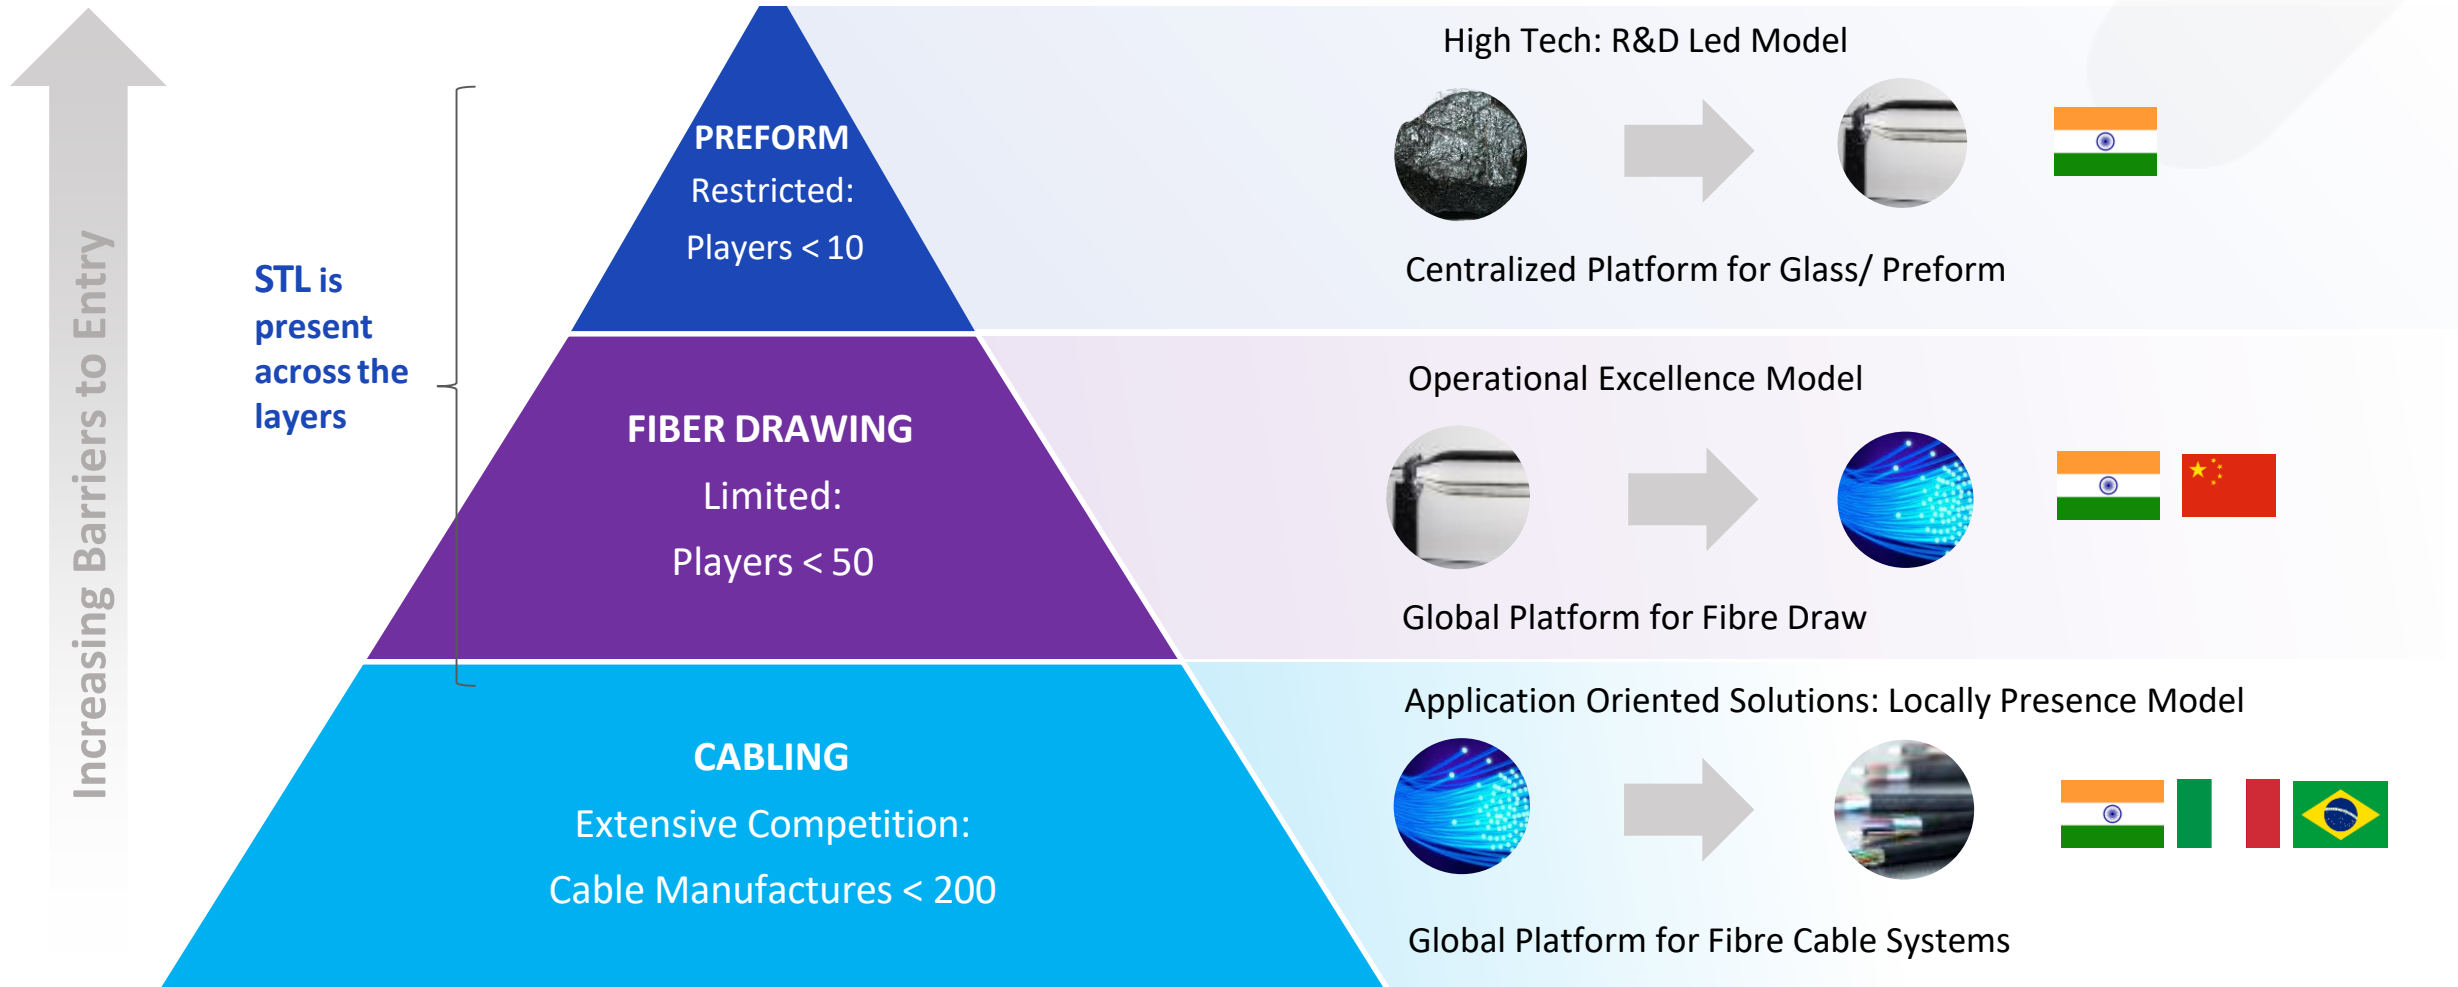 Increasing Barriers to Entry
STL is
present
across the
layers
PREFORM
Restricted:
Players < 10
High Tech: R&D Led Model
Centralized Platform for Glass/ Preform
FIBER DRAWING
Limited:
Players < 50
Operational Excellence Model
Global Platform for Fibre Draw
CABLING
Extensive Competition:
Cable Manufactures < 200
Application Oriented Solutions: Locally Presence Model
Global Platform for Fibre Cable Systems